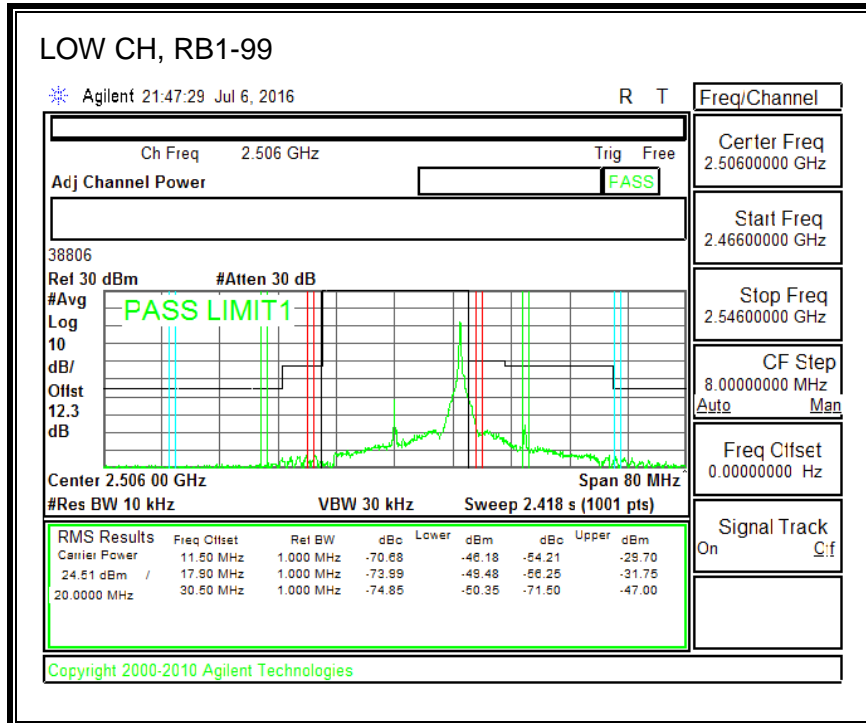 LOW CH, RB1-99
Agilent 21:47:29 Jul 6, 2016 R T
Ch Freq 2.506 GHz Trig Free
Adj Channel Power FASS
38806
Ref 30 dBm #Atten 30 dB
#Avg
Log
10
dB/
Offst
12.3
dB
PASS LIMIT1
Center 2.506 00 GHz Span 80 MHz
#Res BW 10 kHz VBW 30 kHz Sweep 2.418 s (1001 pts)
RMS Results Freq Offset Ref BW dBc Lower dBm dBc Upper dBm
Carrier Power 11.50 MHz 1.000 MHz -70.68 -46.18 -54.21 -29.70
24.51 dBm / 17.90 MHz 1.000 MHz -73.99 -49.48 -56.25 -31.75
20.0000 MHz 30.50 MHz 1.000 MHz -74.85 -50.35 -71.50 -47.00
Copyright 2000-2010 Agilent Technologies
Freq/Channel
Center Freq
2.50600000 GHz
Start Freq
2.46600000 GHz
Stop Freq
2.54600000 GHz
CF Step
8.00000000 MHz
Auto Man
Freq Offset
0.00000000 Hz
Signal Track
On Off